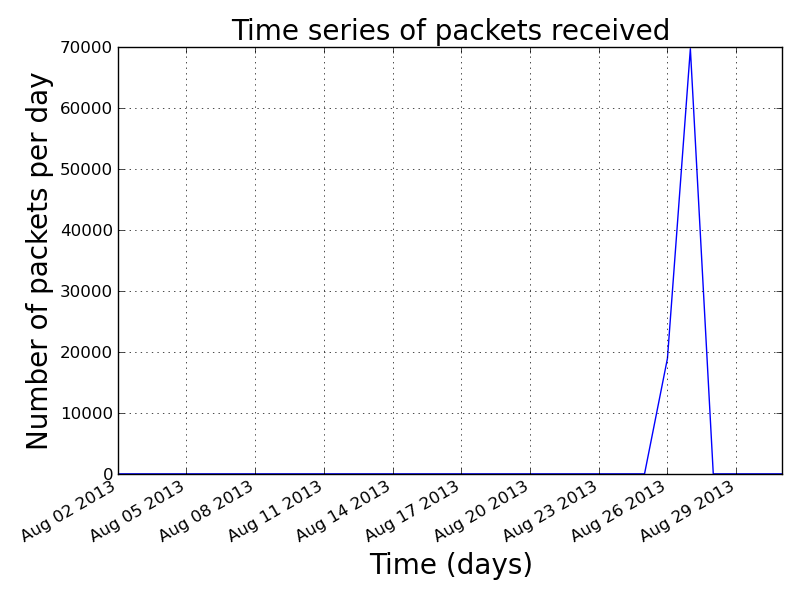 Time series of packets received
Number of packets per day
70000
60000
50000
40000
30000
20000
10000
0
Aug 02 2013
Aug 05 2013
Aug 08 2013
Aug 11 2013
Aug 14 2013
Aug 17 2013
Aug 20 2013
Aug 23 2013
Aug 26 2013
Aug 29 2013
Time (days)